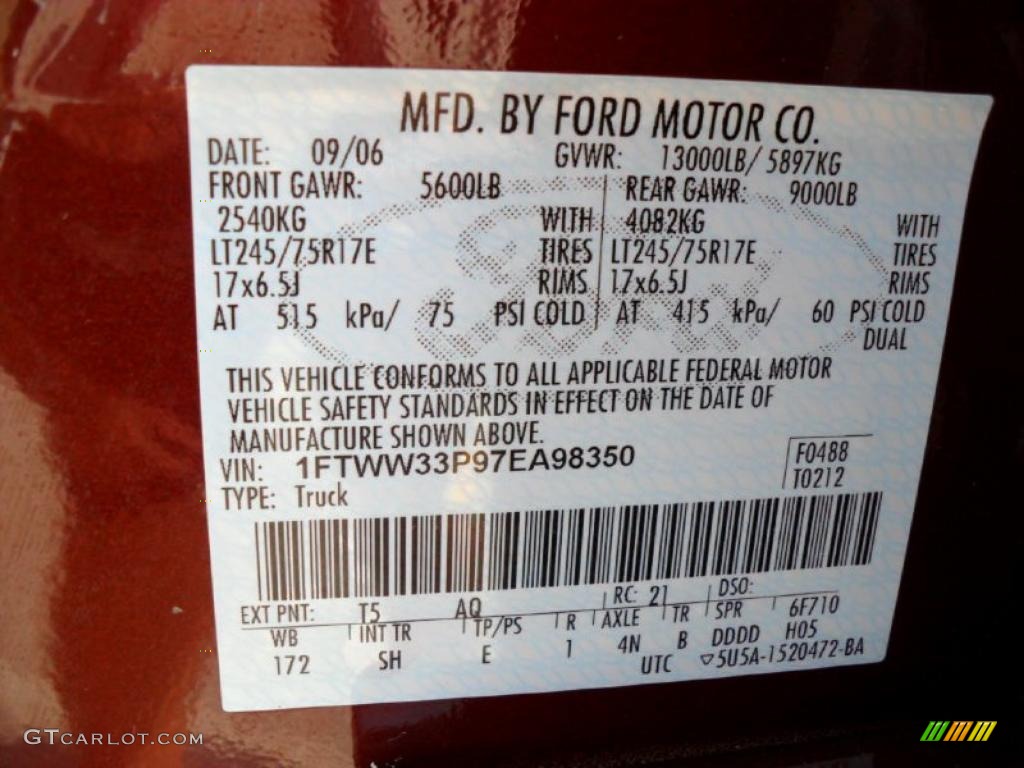 MFD. BY FORD MOTOR CO.
DATE: 09/06 GVWR: 13000LB/ 5897KG
FRONT GAWR: 5600LB REAR GAWR: 9000LB
2540KG WITH 4082KG WITH
LT245/75R17E TIRES LT245/75R17E TIRES
17x6.5J RIMS 17x6.5J RIMS
AT 515 kPa/ 75 PSI COLD AT 415 kPa/ 60 PSI COLD
DUAL
THIS VEHICLE CONFORMS TO ALL APPLICABLE FEDERAL MOTOR
VEHICLE SAFETY STANDARDS IN EFFECT ON THE DATE OF
MANUFACTURE SHOWN ABOVE.
VIN: 1FTWW33P97EA98350 F0488
TYPE: Truck T0212
EXT PNT: T5 AQ RC: 21 DSO:
WB INT TR TP/PS R AXLE TR SPR 6F710
172 SH E 1 4N B DDDD H05
UTC ▽5U5A-1520472-BA
GTCARLOT.COM